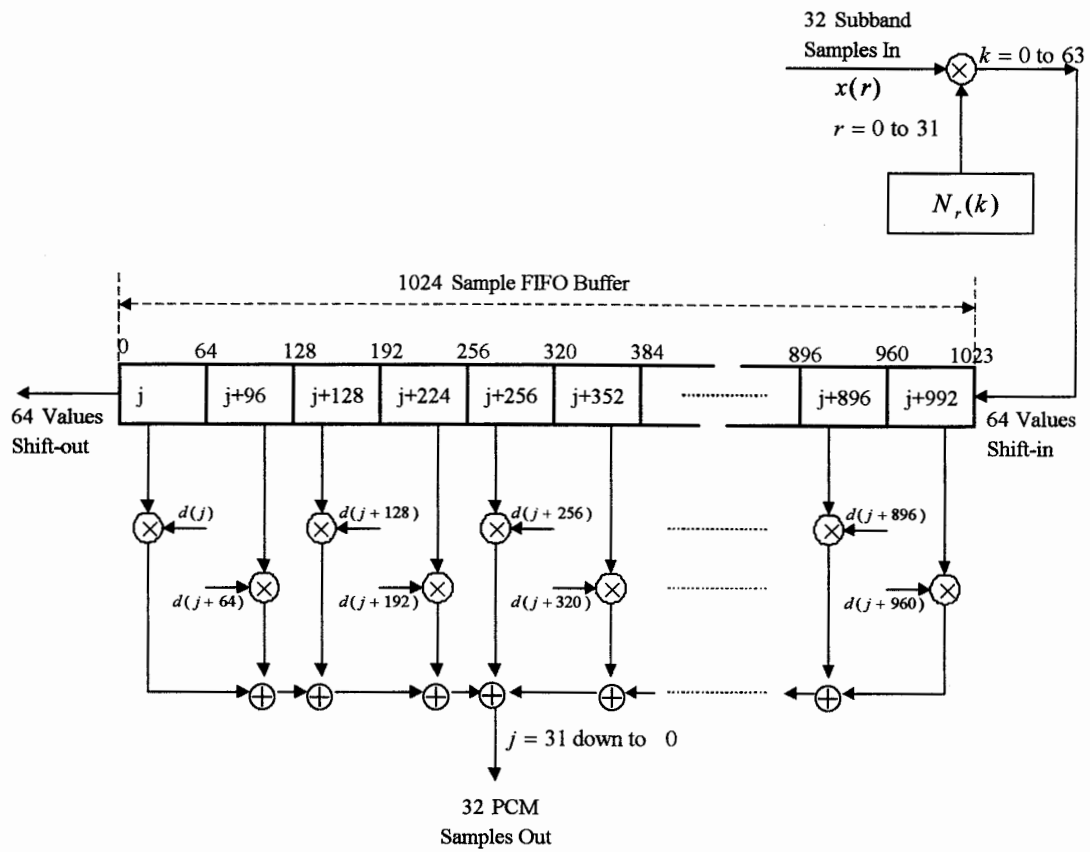 32 Subband
Samples In
k = 0 to 63
x(r)
r = 0 to 31
N_r(k)
1024 Sample FIFO Buffer
0 64 128 192 256 320 384 896 960 1023
j j+96 j+128 j+224 j+256 j+352 j+896 j+992
64 Values
Shift-out
64 Values
Shift-in
d(j) d(j+128) d(j+256) d(j+896)
d(j+64) d(j+192) d(j+320) d(j+960)
j = 31 down to 0
32 PCM
Samples Out